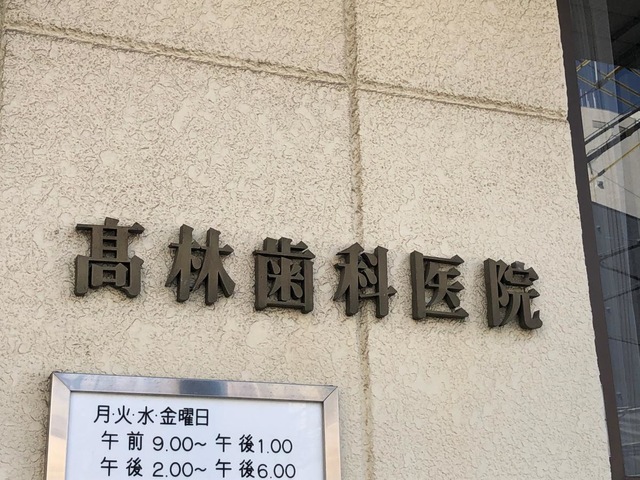 髙林歯科医院
月・火・水・金曜日
午前 9.00〜午後1.00
午後 2.00〜午後6.00